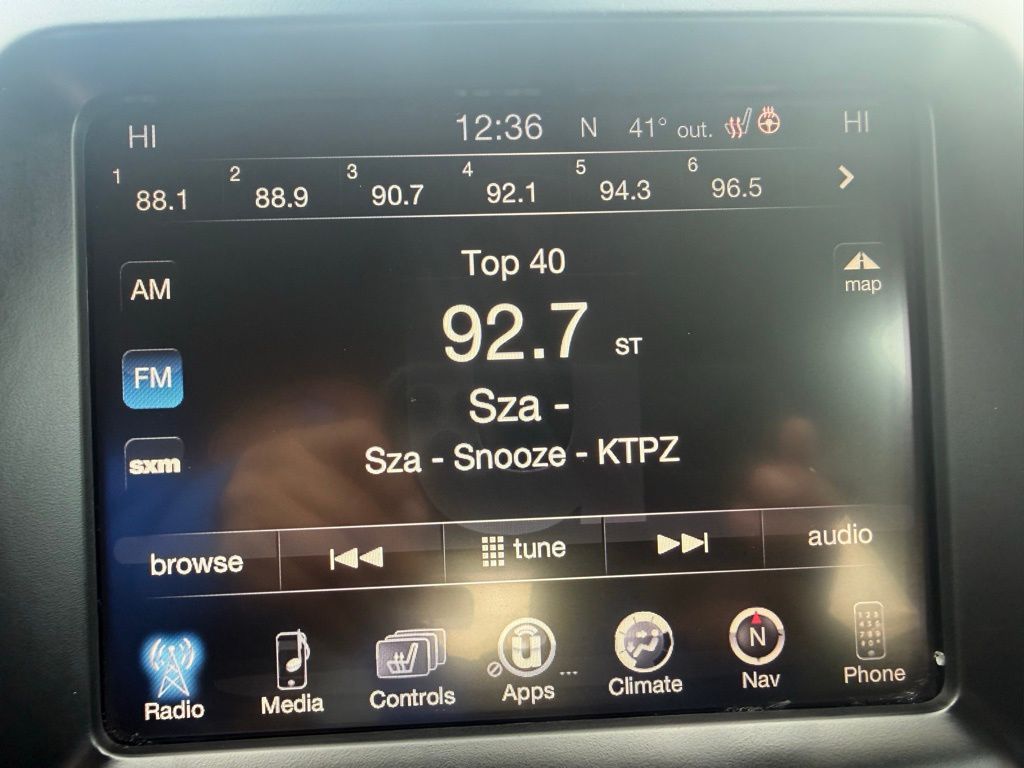 HI 12:36 N 41° out. HI
1 88.1 2 88.9 3 90.7 4 92.1 5 94.3 6 96.5
Top 40
map
AM
92.7 ST
FM
Sza -
Sza - Snooze - KTPZ
sxm
browse tune audio
Radio Media Controls Apps Climate N Nav Phone